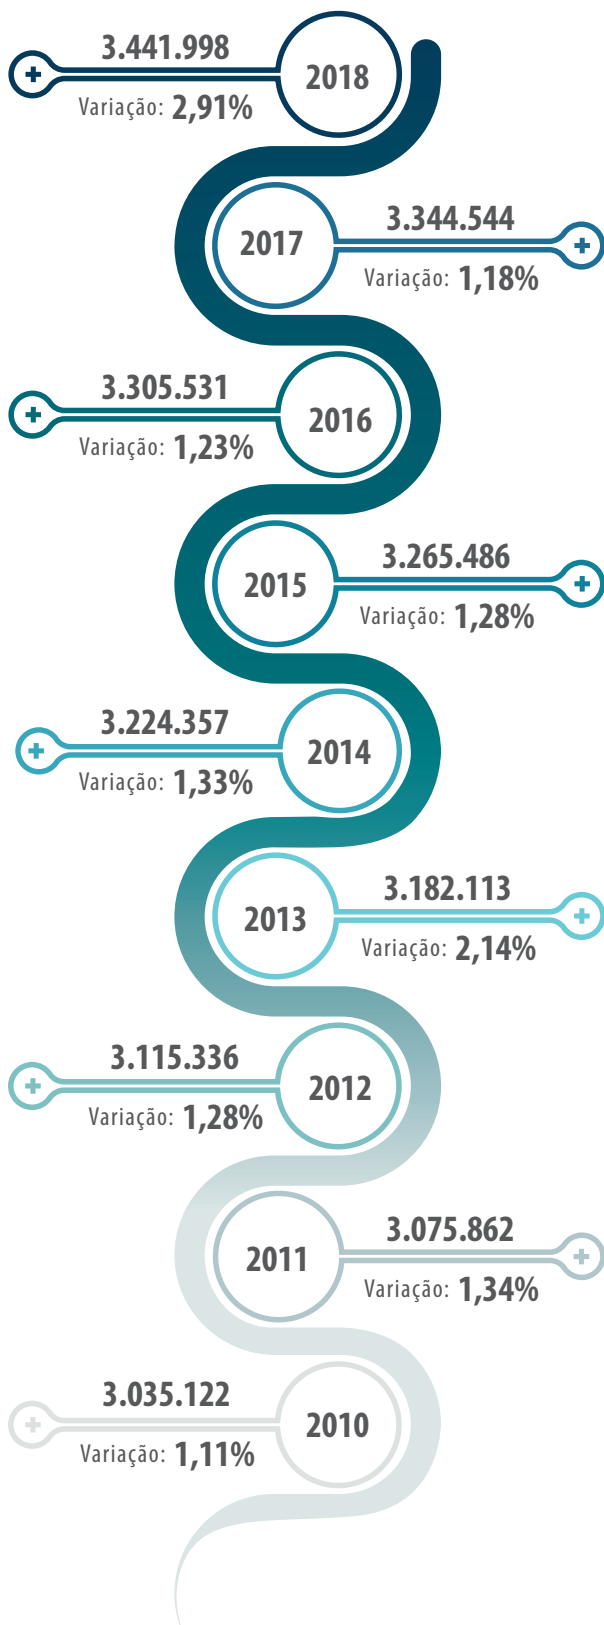 3.441.998
2018
Variação: 2,91%
3.344.544
2017
Variação: 1,18%
3.305.531
2016
Variação: 1,23%
3.265.486
2015
Variação: 1,28%
3.224.357
2014
Variação: 1,33%
3.182.113
2013
Variação: 2,14%
3.115.336
2012
Variação: 1,28%
3.075.862
2011
Variação: 1,34%
3.035.122
2010
Variação: 1,11%